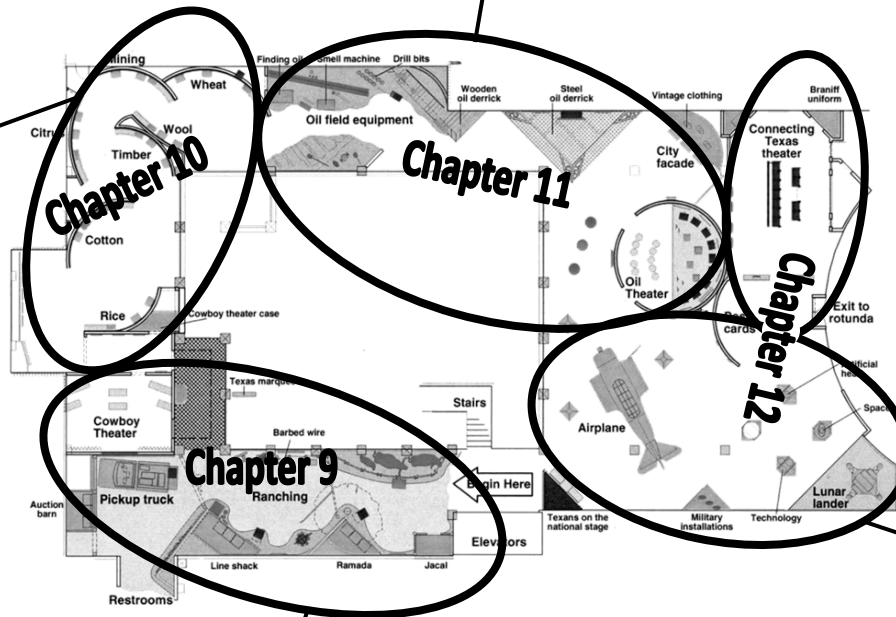 Mining
Wheat
Citrus
Wool
Timber
Chapter 10
Cotton
Rice
Cowboy theater case
Finding oil
Smell machine
Drill bits
Oil field equipment
Wooden
oil derrick
Steel
oil derrick
Chapter 11
Vintage clothing
City
facade
Oil
Theater
Braniff
uniform
Connecting
Texas
theater
Chapter 12
Exit to
rotunda
cards
Airplane
Artificial
heart
Space
Lunar
lander
Technology
Military
installations
Texans on the
national stage
Stairs
Begin Here
Elevators
Texas marquee
Cowboy
Theater
Barbed wire
Chapter 9
Ranching
Pickup truck
Auction
barn
Line shack
Ramada
Jacal
Restrooms